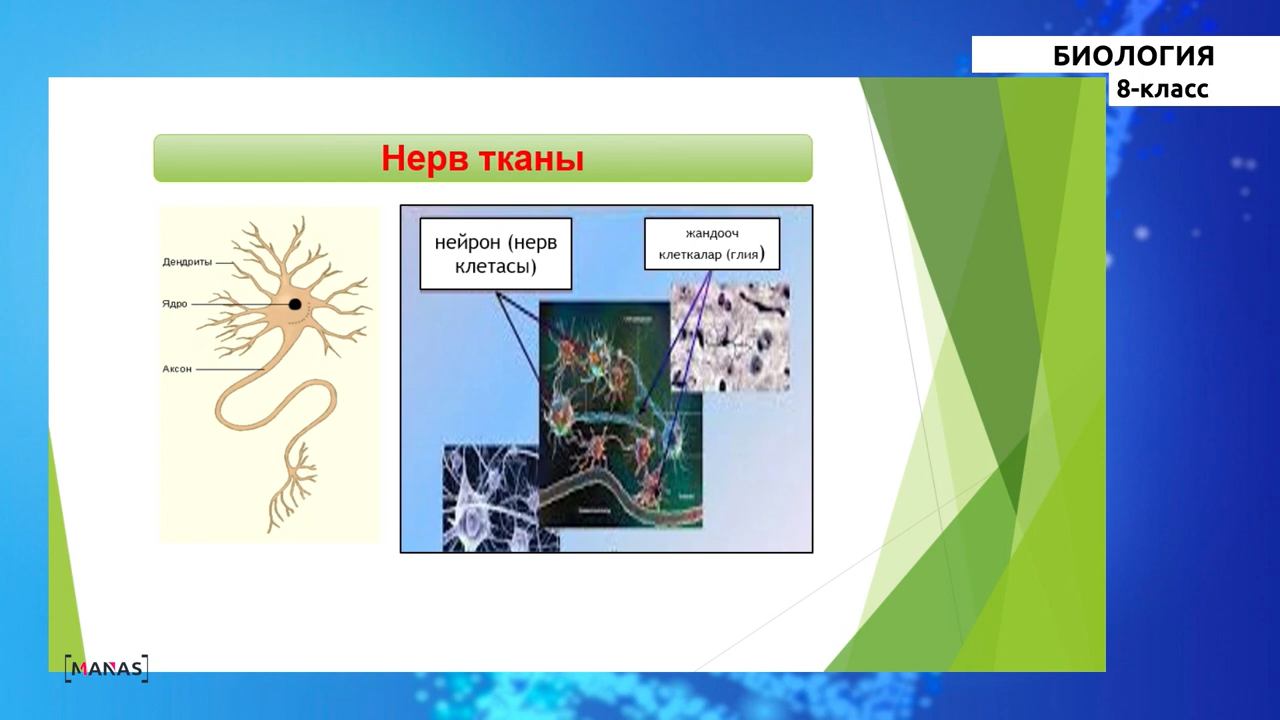 БИОЛОГИЯ
8-класс
Нерв тканы
Дендриты
Ядро
Аксон
нейрон (нерв
клетасы)
жандооч
клеткалар (глия)
[MANAS]